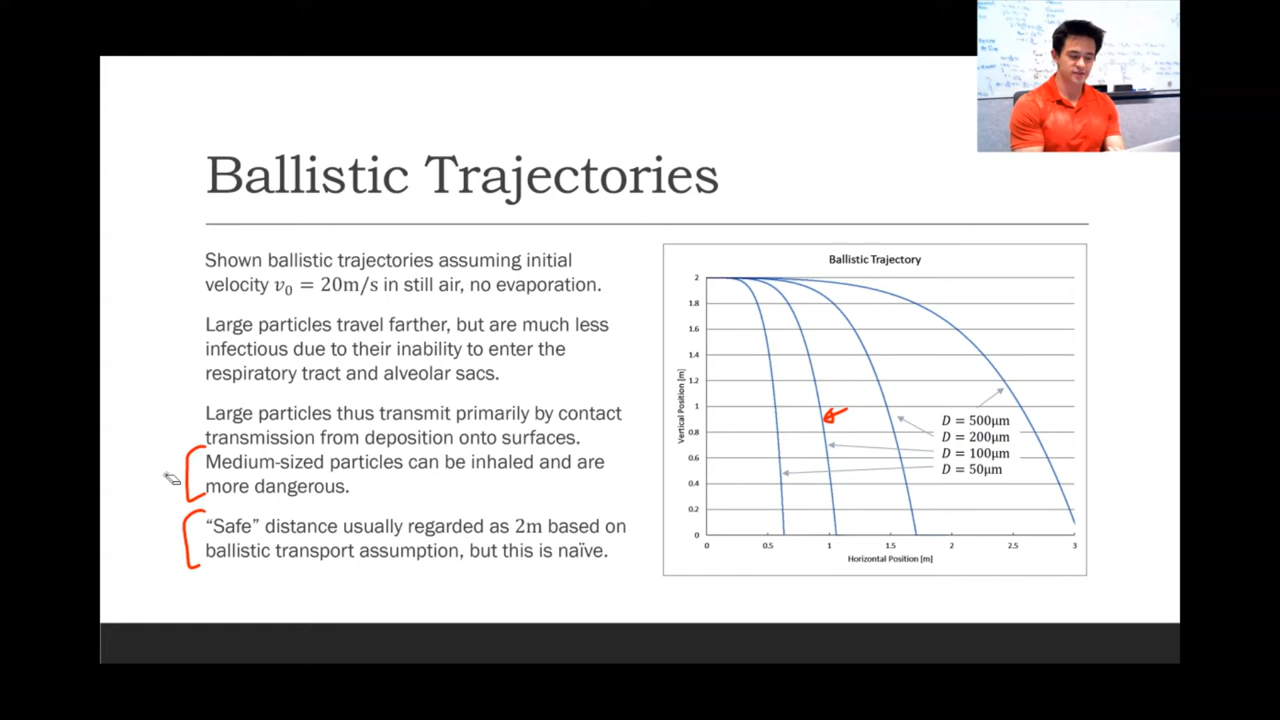 Ballistic Trajectories
Shown ballistic trajectories assuming initial
velocity v₀ = 20m/s in still air, no evaporation.
Large particles travel farther, but are much less
infectious due to their inability to enter the
respiratory tract and alveolar sacs.
Large particles thus transmit primarily by contact
transmission from deposition onto surfaces.
Medium-sized particles can be inhaled and are
more dangerous.
“Safe” distance usually regarded as 2m based on
ballistic transport assumption, but this is naïve.
Ballistic Trajectory
Vertical Position [m]
2
1.8
1.6
1.4
1.2
1
0.8
0.6
0.4
0.2
0
D = 500μm
D = 200μm
D = 100μm
D = 50μm
0 0.5 1 1.5 2 2.5 3
Horizontal Position [m]